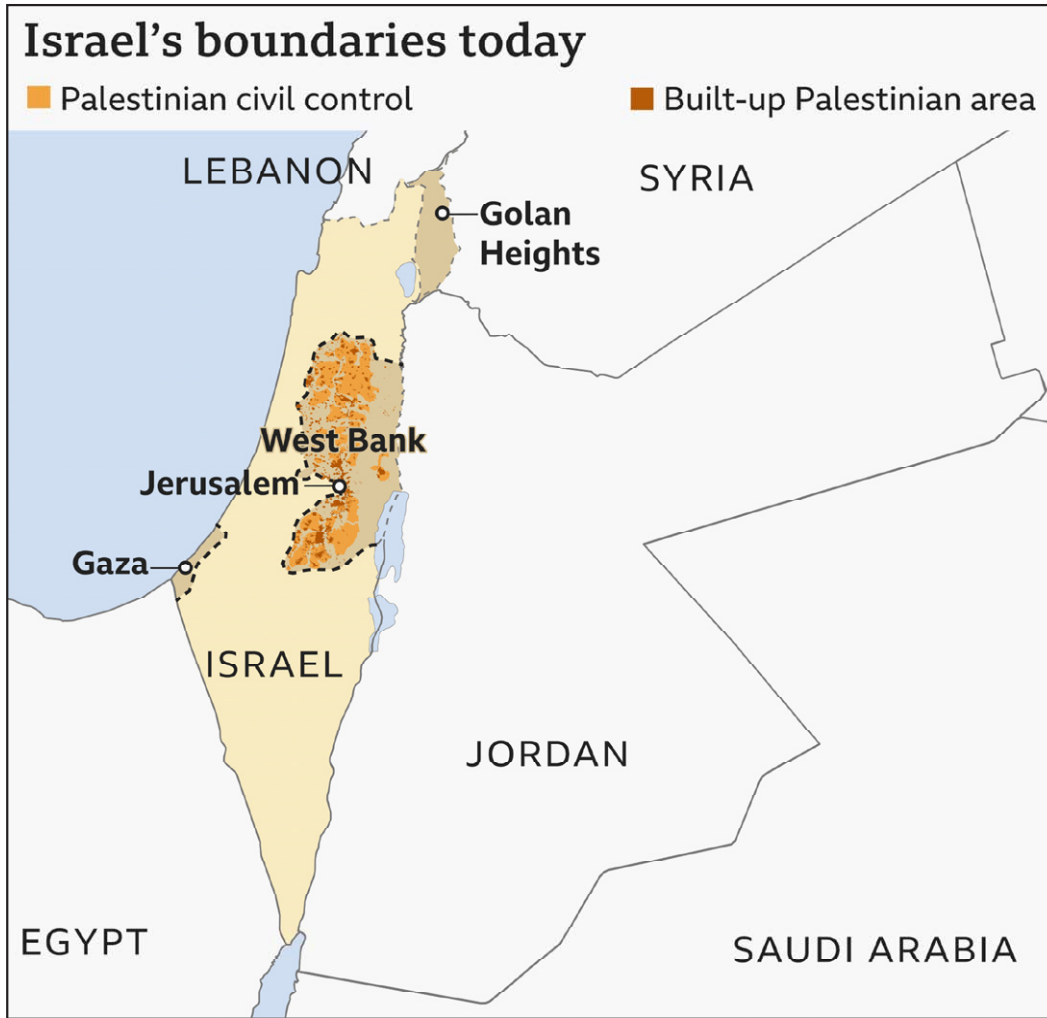 Israel’s boundaries today
Palestinian civil control
Built-up Palestinian area
LEBANON
SYRIA
Golan
Heights
West Bank
Jerusalem
Gaza
ISRAEL
JORDAN
EGYPT
SAUDI ARABIA